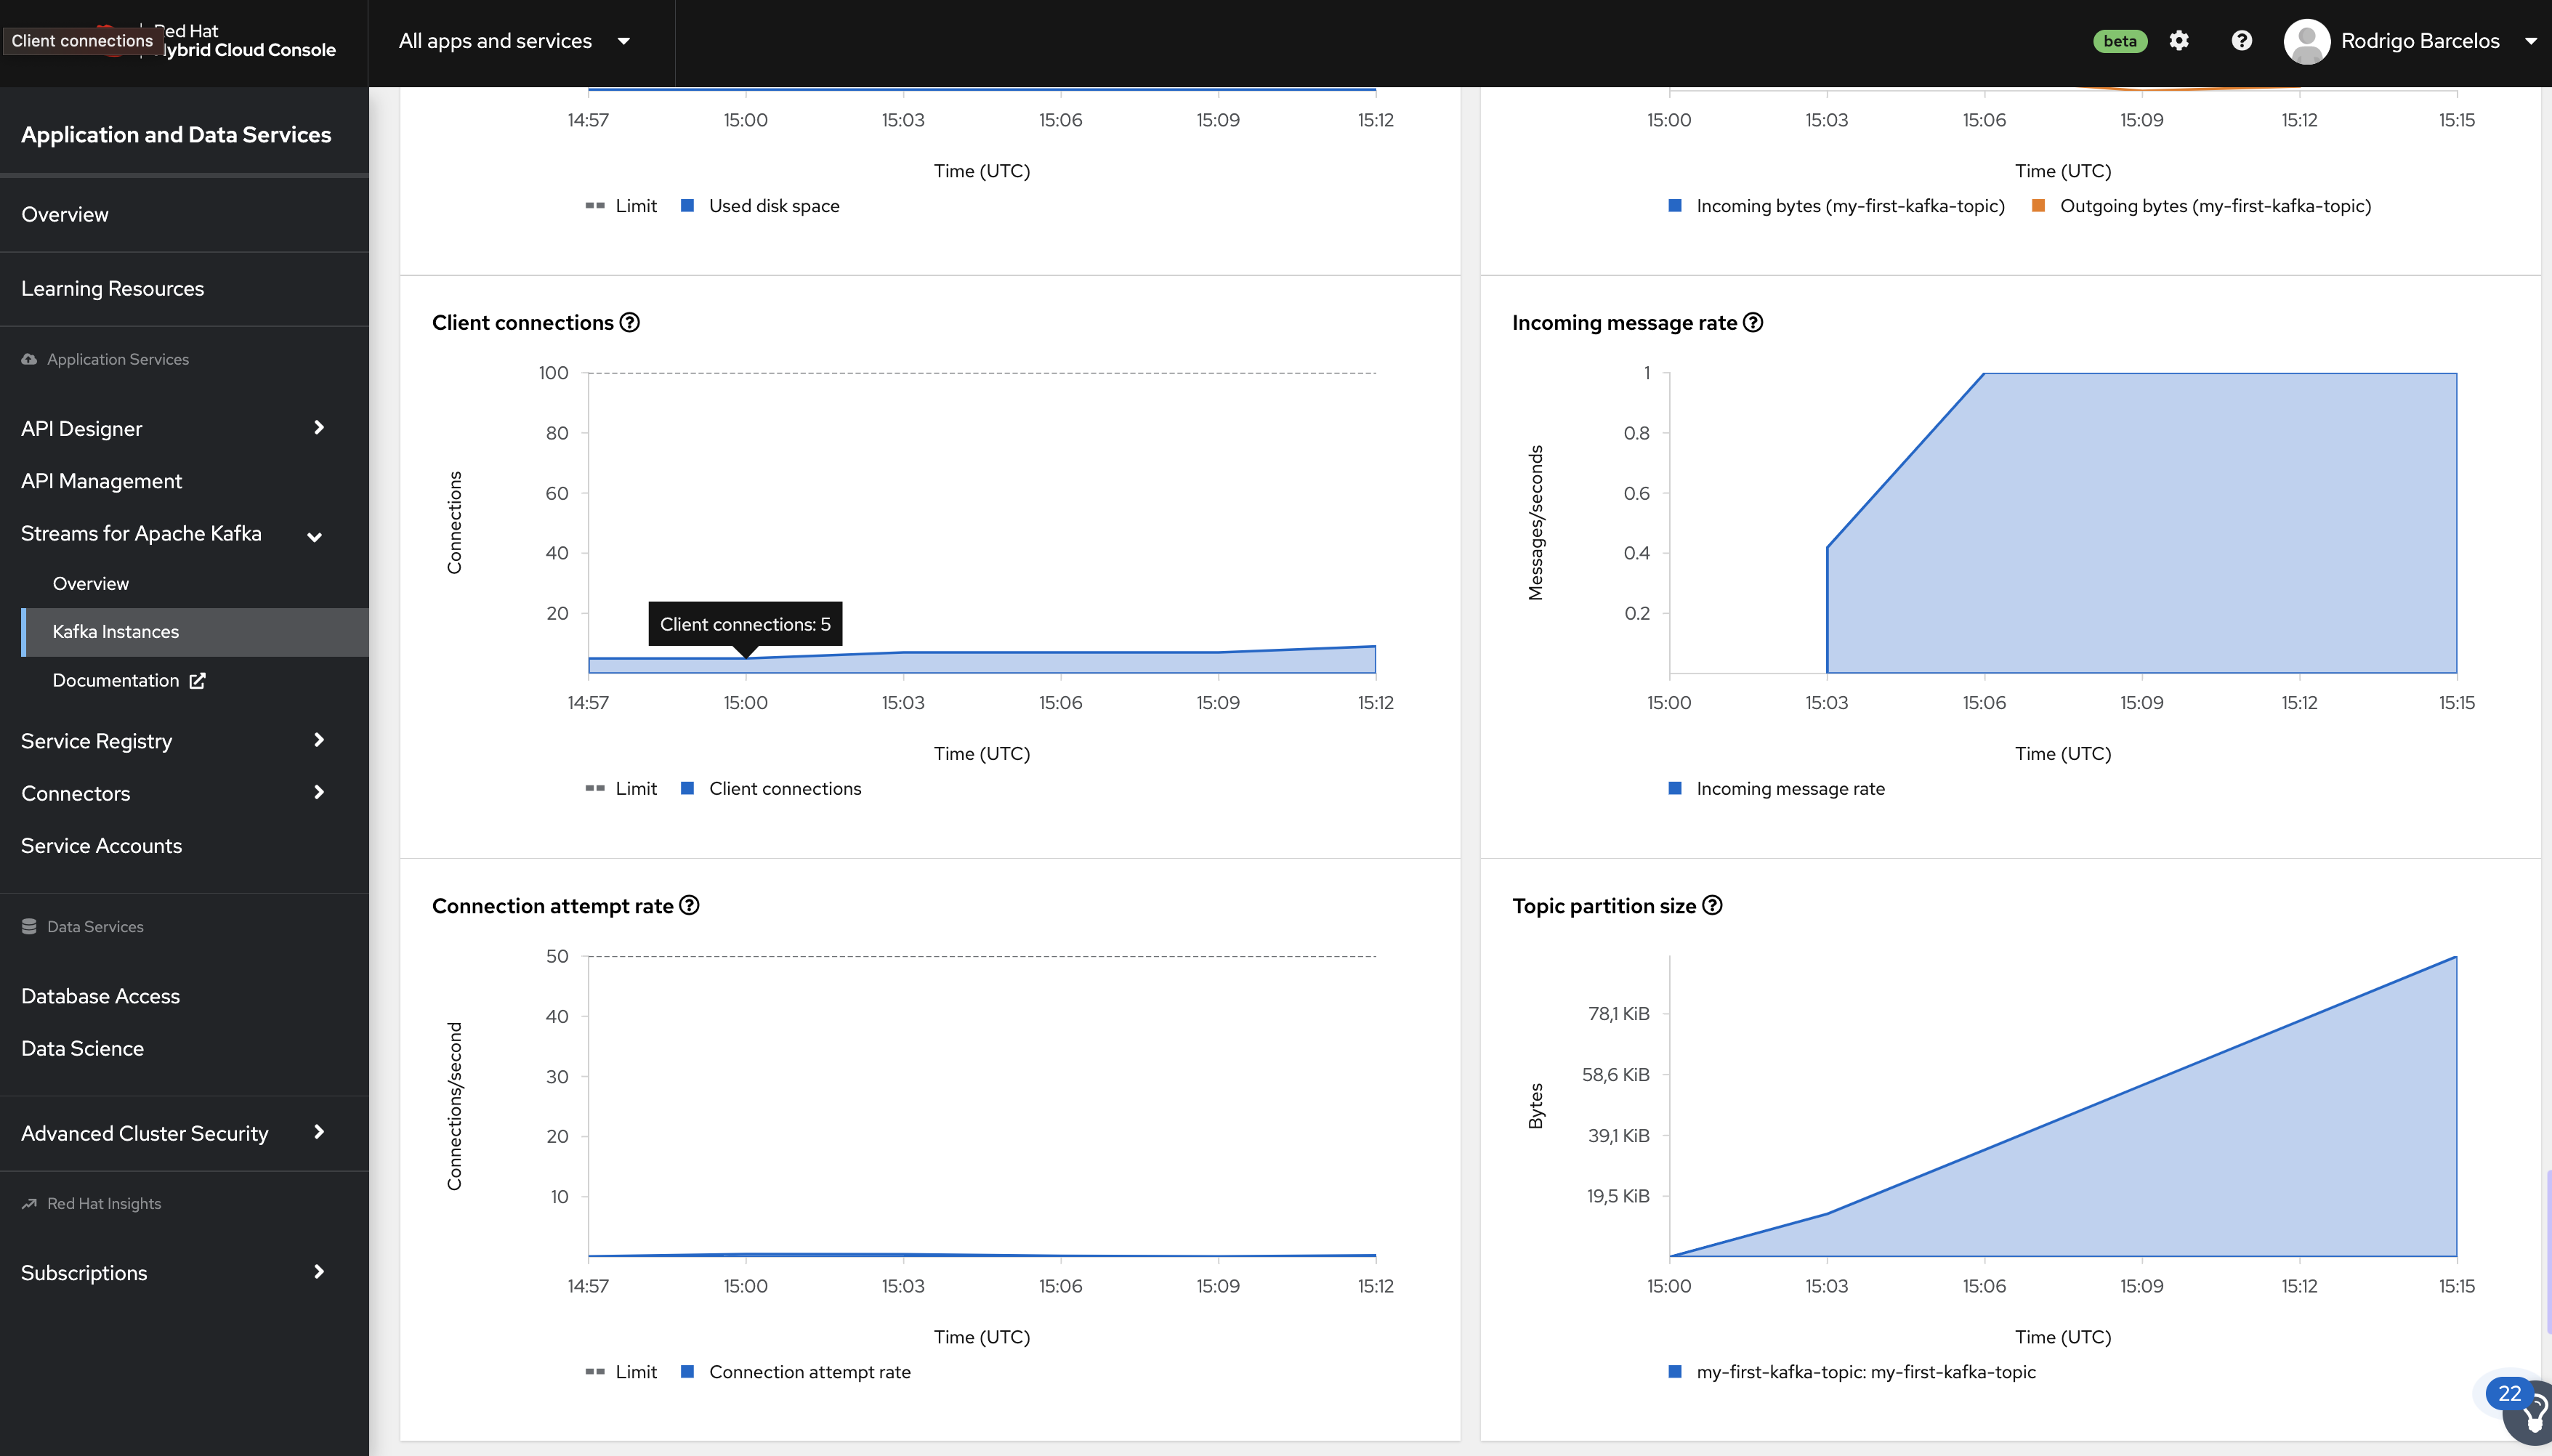 Client connections
Red Hat
Hybrid Cloud Console
All apps and services
beta
Rodrigo Barcelos
Application and Data Services
Overview
Learning Resources
Application Services
API Designer
API Management
Streams for Apache Kafka
Overview
Kafka Instances
Documentation
Service Registry
Connectors
Service Accounts
Data Services
Database Access
Data Science
Advanced Cluster Security
Red Hat Insights
Subscriptions
14:57 15:00 15:03 15:06 15:09 15:12
Time (UTC)
Limit Used disk space
15:00 15:03 15:06 15:09 15:12 15:15
Time (UTC)
Incoming bytes (my-first-kafka-topic) Outgoing bytes (my-first-kafka-topic)
Client connections
Connections
100
80
60
40
20
Client connections: 5
14:57 15:00 15:03 15:06 15:09 15:12
Time (UTC)
Limit Client connections
Incoming message rate
Messages/seconds
1
0.8
0.6
0.4
0.2
15:00 15:03 15:06 15:09 15:12 15:15
Time (UTC)
Incoming message rate
Connection attempt rate
Connections/second
50
40
30
20
10
14:57 15:00 15:03 15:06 15:09 15:12
Time (UTC)
Limit Connection attempt rate
Topic partition size
Bytes
78,1 KiB
58,6 KiB
39,1 KiB
19,5 KiB
15:00 15:03 15:06 15:09 15:12 15:15
Time (UTC)
my-first-kafka-topic: my-first-kafka-topic
22